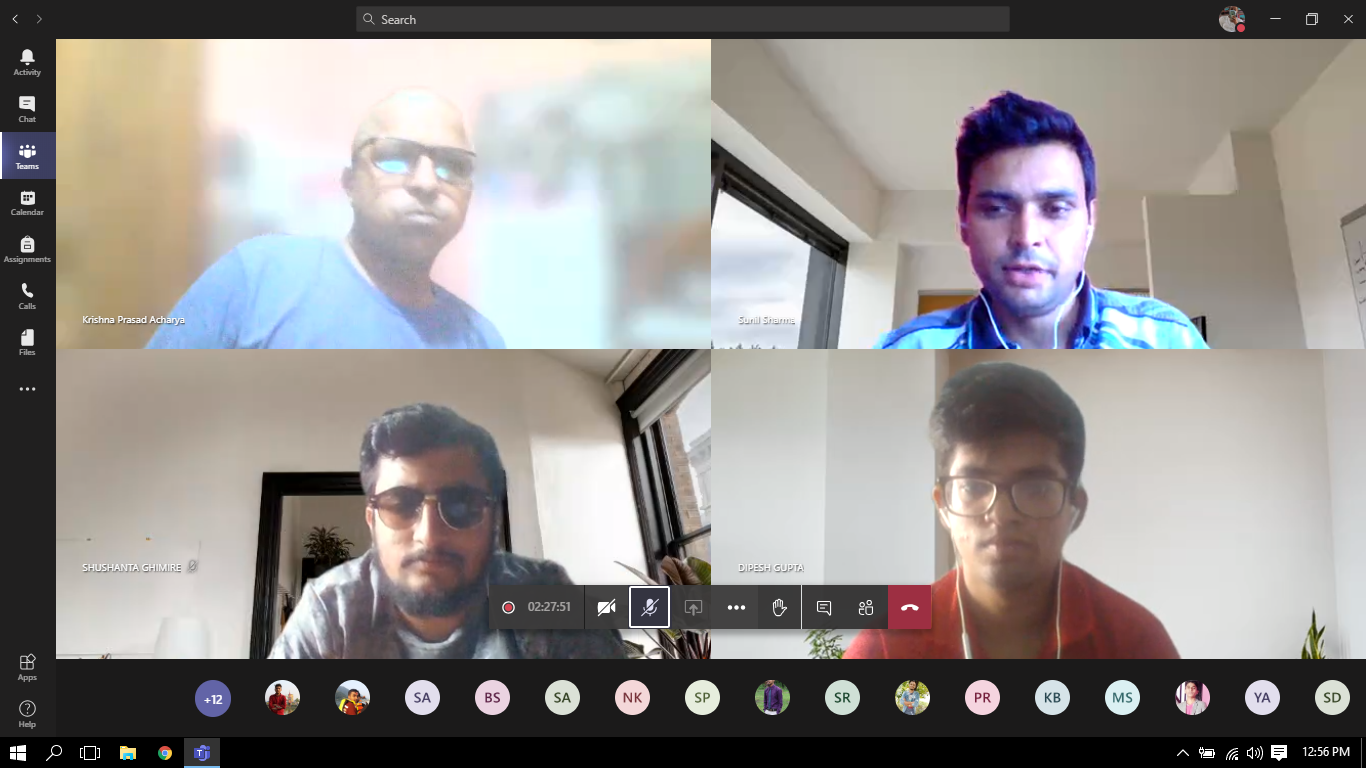 Search
Activity
Chat
Teams
Calendar
Assignments
Calls
Files
Apps
Help
Krishna Prasad Acharya
Sunil Sharma
SHUSHANTA GHIMIRE
DIPESH GUPTA
02:27:51
+12
SA
BS
SA
NK
SP
SR
PR
KB
MS
YA
SD
12:56 PM